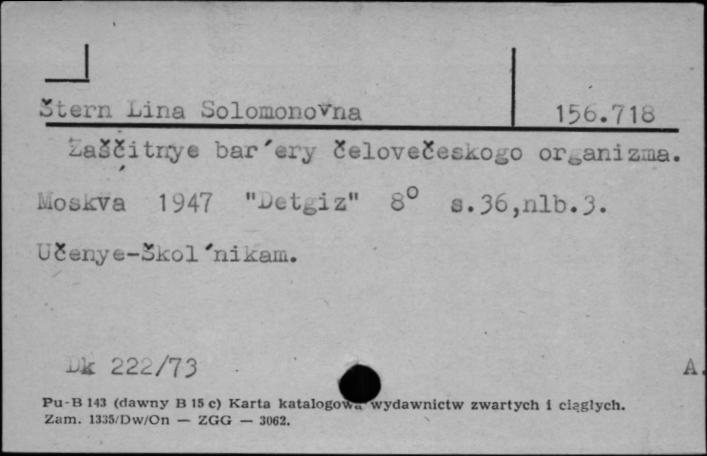 Štern Lina Solomonovna 156.718
Zaščitnye bar´ery čelovečeskogo organizma.
Moskva 1947 "Detgiz" 8° s.36,nlb.3.
Učenye-škol´nikam.
Dk 222/73 A.
Pu-B 143 (dawny B 15 c) Karta katalogowa wydawnictw zwartych i ciągłych.
Zam. 1335/Dw/On — ZGG — 3062.